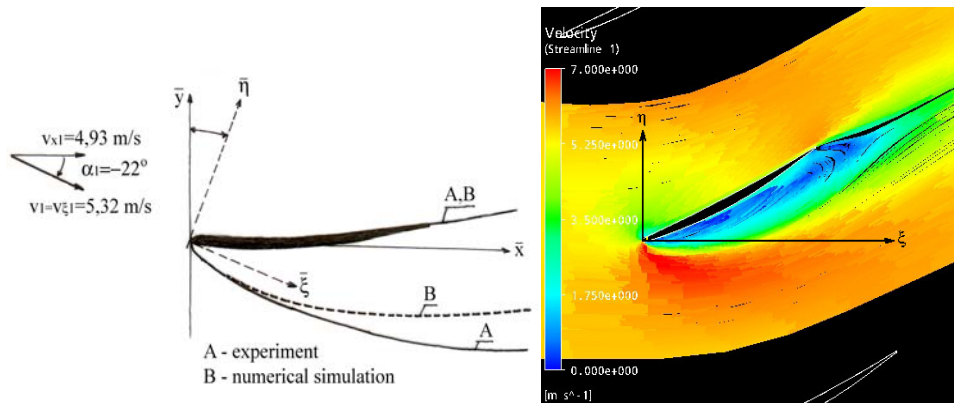 η̄
ȳ
vx1=4,93 m/s
α1=−22°
v1=vξ1=5,32 m/s
A,B
x̄
ξ̄
B
A
A - experiment
B - numerical simulation
Velocity
(Streamline 1)
7.000e+000
5.250e+000
3.500e+000
1.750e+000
0.000e+000
[m s^-1]
η
ξ